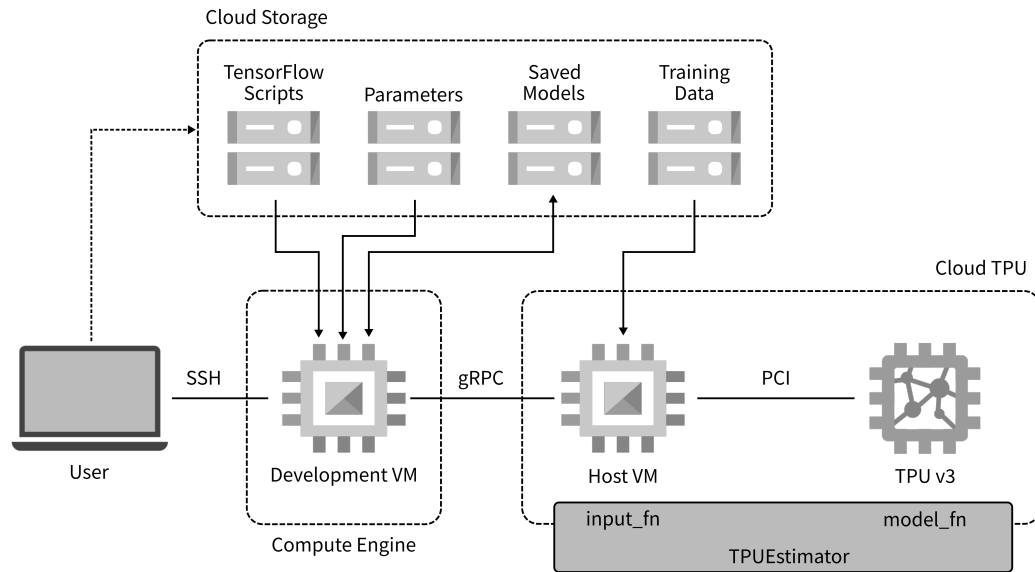 Cloud Storage
TensorFlow
Scripts
Parameters
Saved
Models
Training
Data
Cloud TPU
SSH
gRPC
PCI
User
Development VM
Host VM
TPU v3
input_fn
model_fn
Compute Engine
TPUEstimator